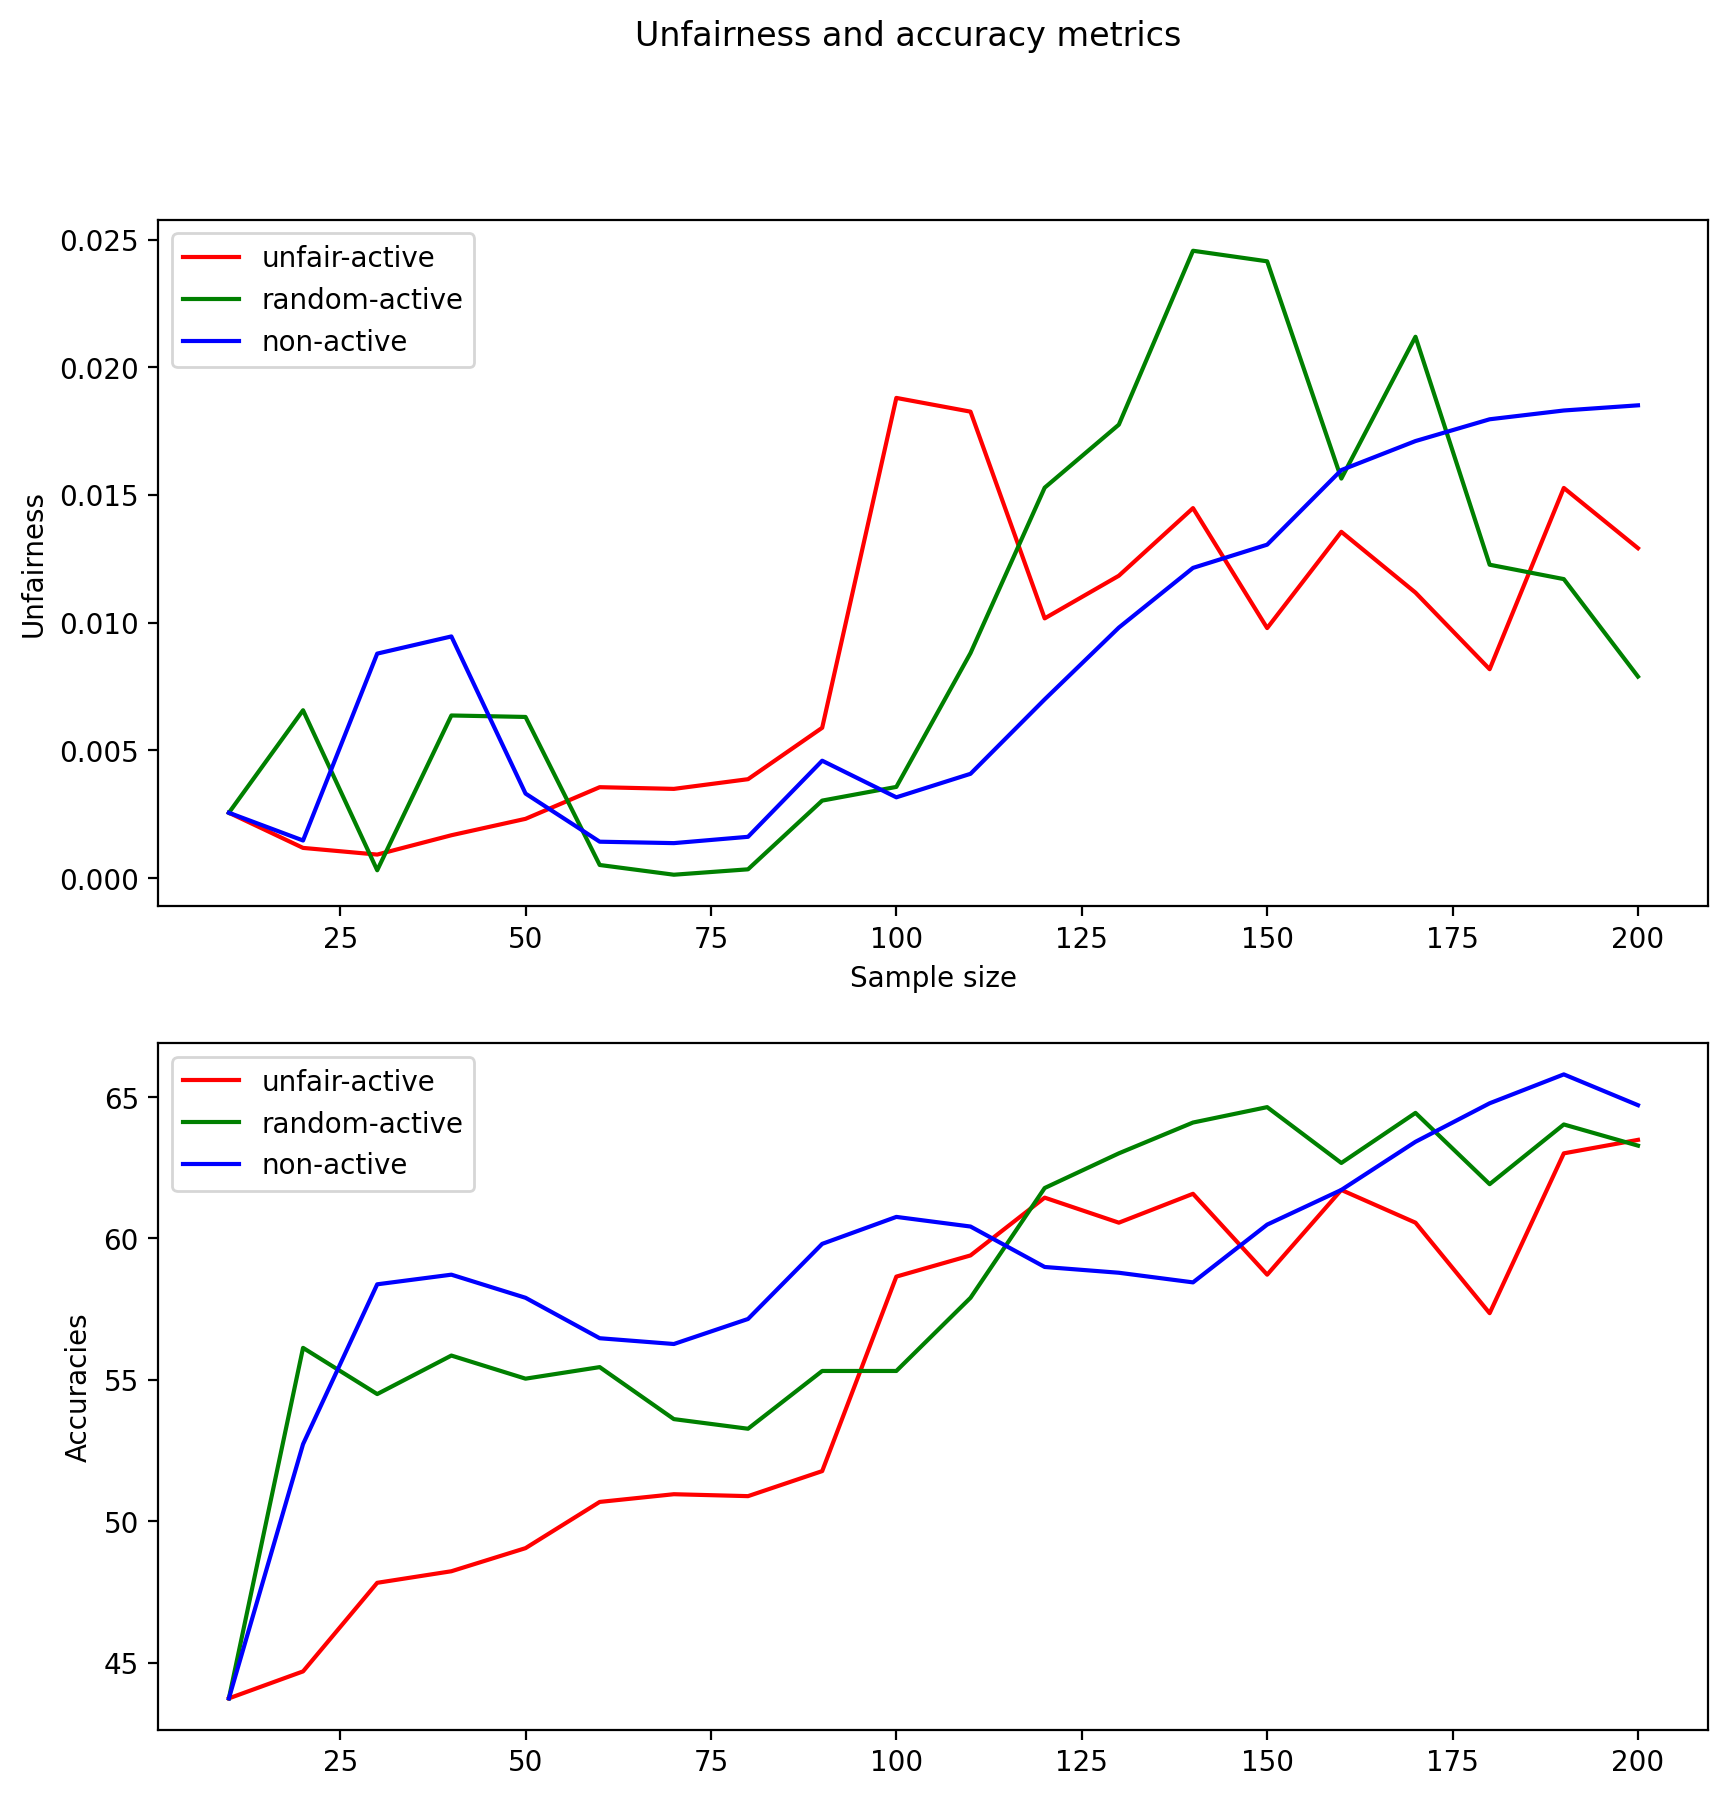 Unfairness and accuracy metrics
0.025
0.020
0.015
0.010
0.005
0.000
Unfairness
unfair-active
random-active
non-active
25 50 75 100 125 150 175 200
Sample size
65
60
55
50
45
Accuracies
unfair-active
random-active
non-active
25 50 75 100 125 150 175 200